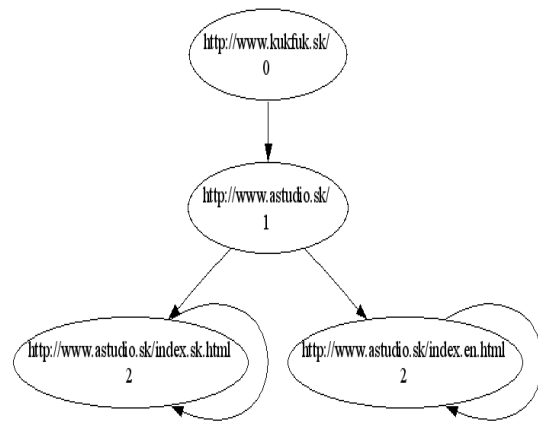 http://www.kukfuk.sk/
0
http://www.astudio.sk/
1
http://www.astudio.sk/index.sk.html
2
http://www.astudio.sk/index.en.html
2